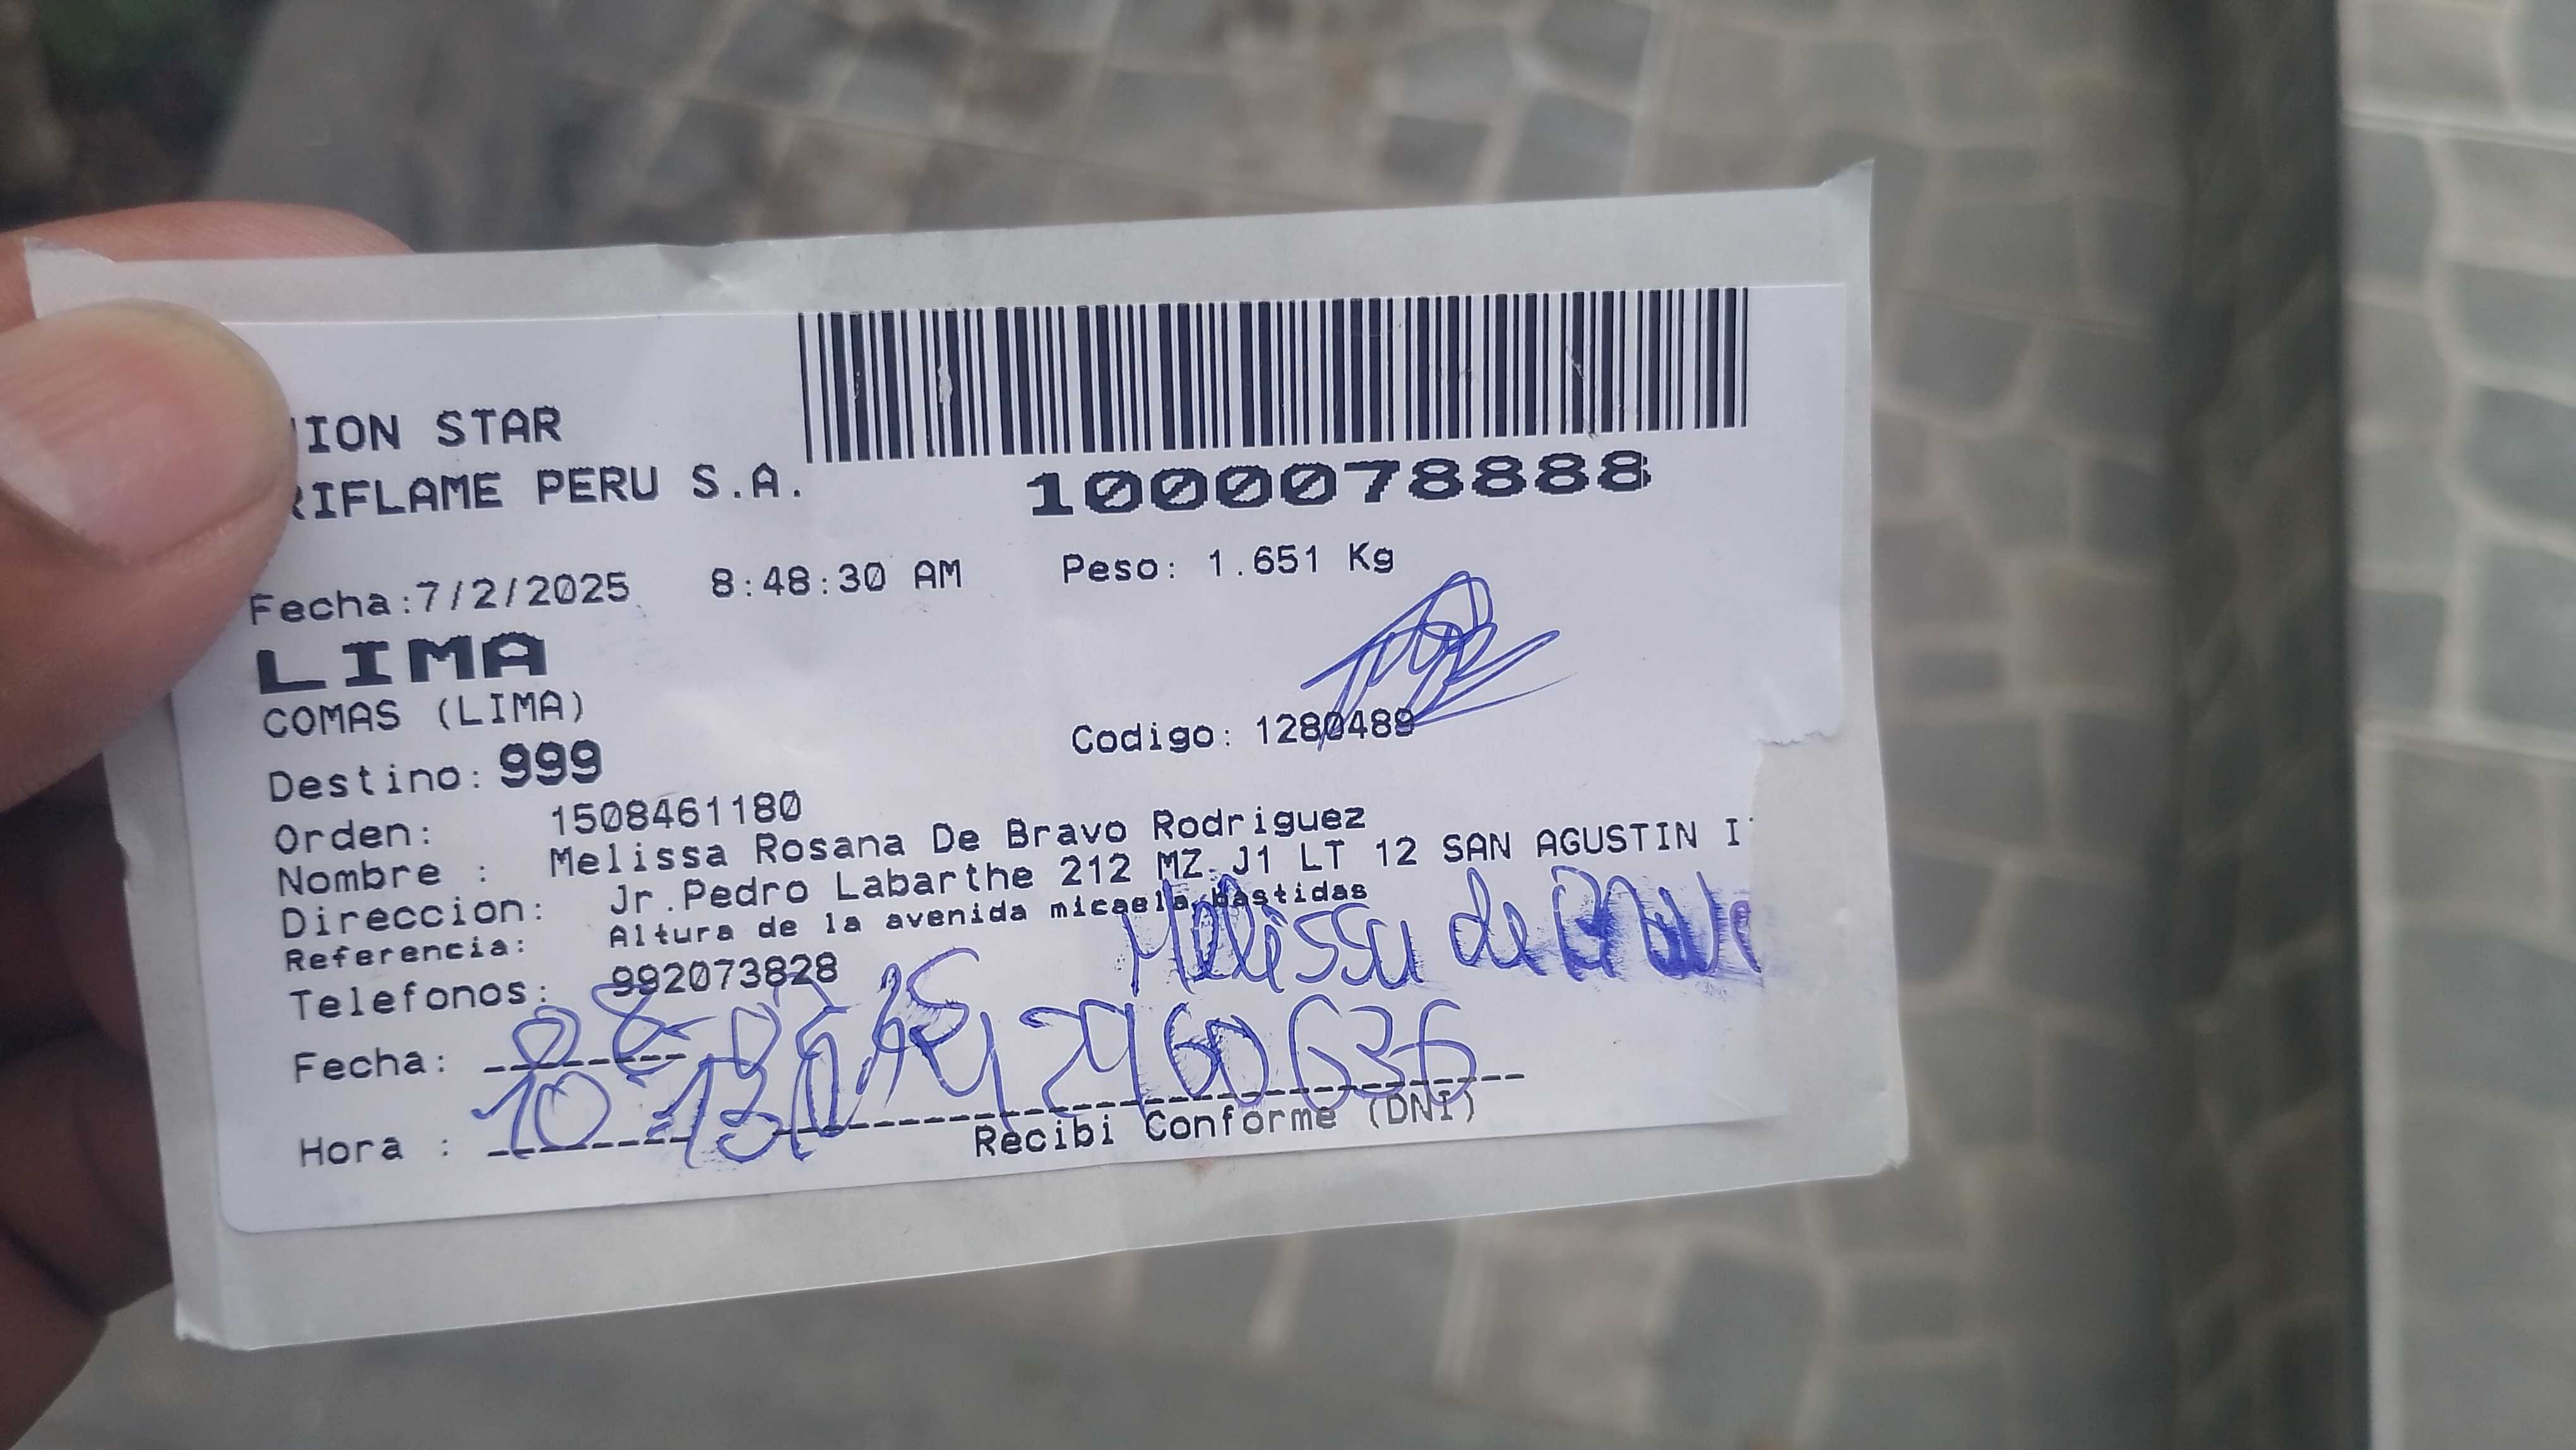 ION STAR
RIFLAME PERU S.A.
1000078888
Fecha:7/2/2025 8:48:30 AM Peso: 1.651 Kg
LIMA
COMAS (LIMA)
Codigo: 1280489
Destino: 999
Orden: 1508461180
Nombre : Melissa Rosana De Bravo Rodriguez
Direccion: Jr.Pedro Labarthe 212 MZ.J1 LT 12 SAN AGUSTIN I
Referencia: Altura de la avenida micaela bastidas
Melissa de
Telefonos: 992073828
Fecha:
Hora : 10
Recibi Conforme (DNI)